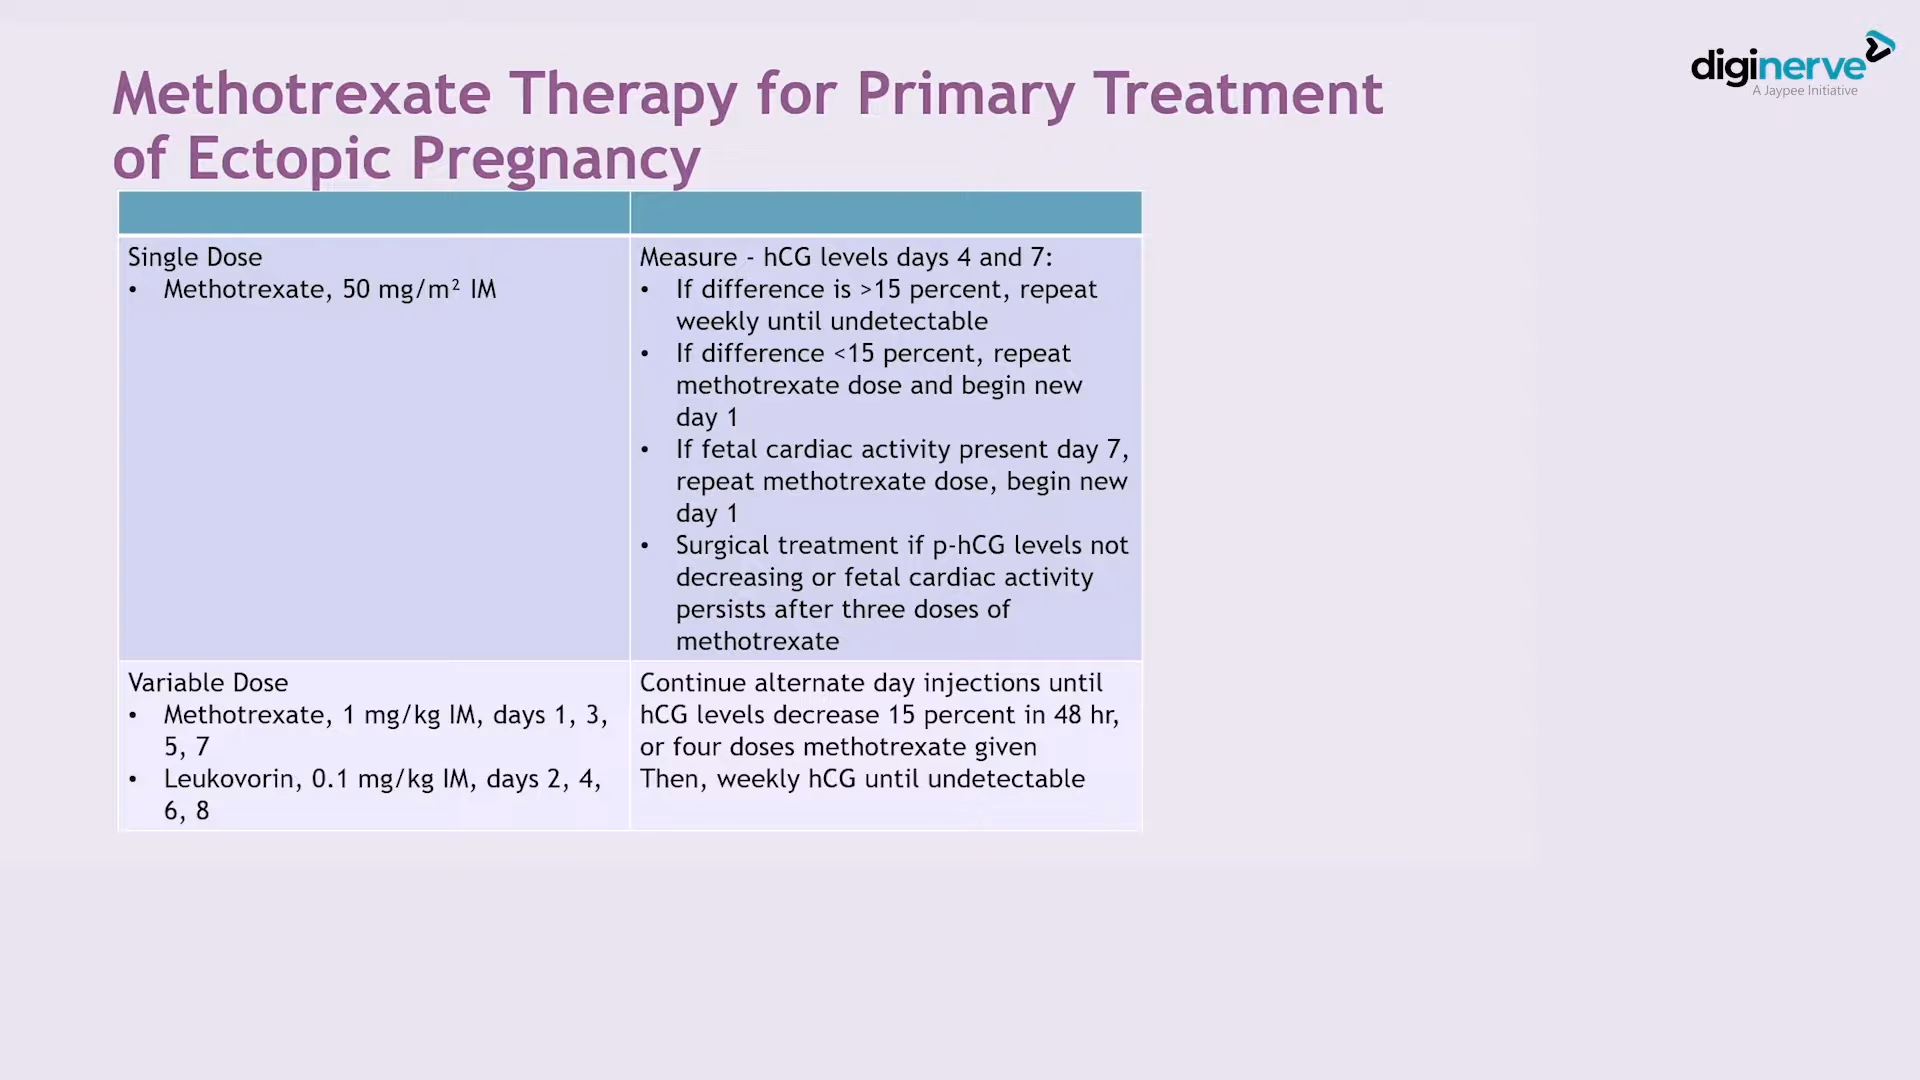 diginerve
A Jaypee Initiative
Methotrexate Therapy for Primary Treatment
of Ectopic Pregnancy
Single Dose
• Methotrexate, 50 mg/m² IM
Measure - hCG levels days 4 and 7:
• If difference is >15 percent, repeat
weekly until undetectable
• If difference <15 percent, repeat
methotrexate dose and begin new
day 1
• If fetal cardiac activity present day 7,
repeat methotrexate dose, begin new
day 1
• Surgical treatment if p-hCG levels not
decreasing or fetal cardiac activity
persists after three doses of
methotrexate
Variable Dose
• Methotrexate, 1 mg/kg IM, days 1, 3,
5, 7
• Leukovorin, 0.1 mg/kg IM, days 2, 4,
6, 8
Continue alternate day injections until
hCG levels decrease 15 percent in 48 hr,
or four doses methotrexate given
Then, weekly hCG until undetectable